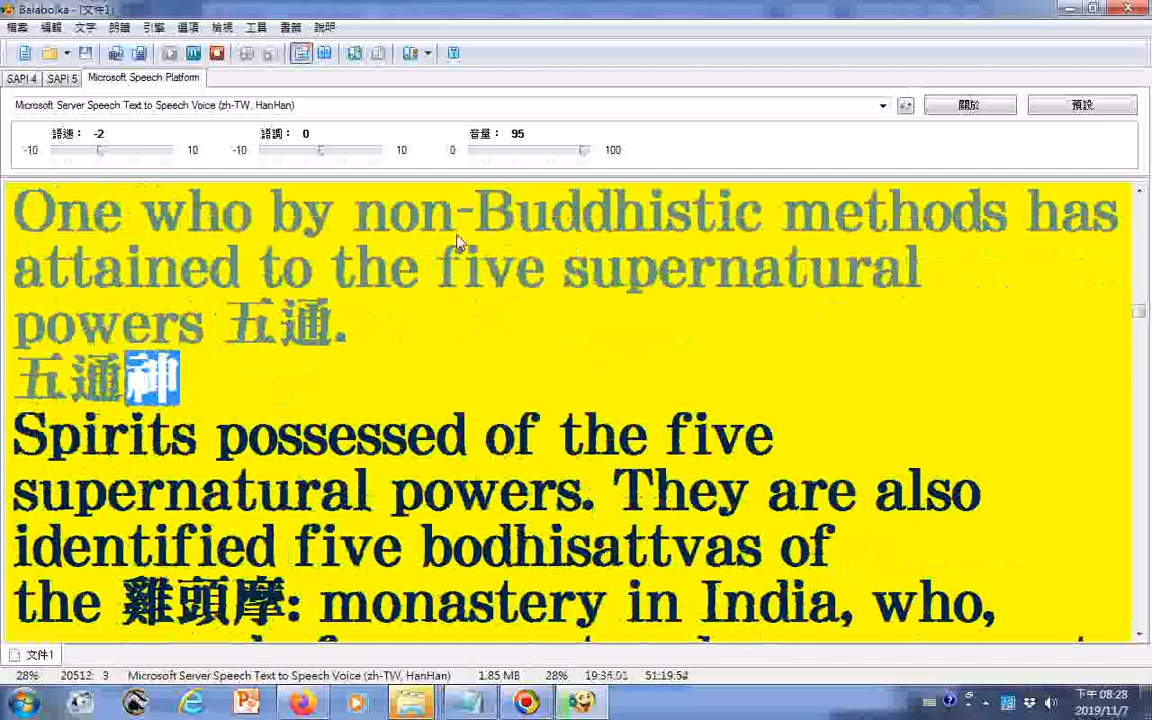 Balabolka - [文件1]
檔案 編輯 文字 朗讀 引擎 選項 檢視 工具 書籤 說明
SAPI 4 SAPI 5 Microsoft Speech Platform
Microsoft Server Speech Text to Speech Voice (zh-TW, HanHan) 關於 預設
語速： -2 語調： 0 音量： 95
-10 10 -10 10 0 100
One who by non-Buddhistic methods has
attained to the five supernatural
powers 五通.
五通神
Spirits possessed of the five
supernatural powers. They are also
identified five bodhisattvas of
the 雞頭摩: monastery in India, who,
文件1
28% 20512: 3 Microsoft Server Speech Text to Speech Voice (zh-TW, HanHan) 1.85 MB 28% 19:36:01 51:19:54
下午 08:28
2019/11/7